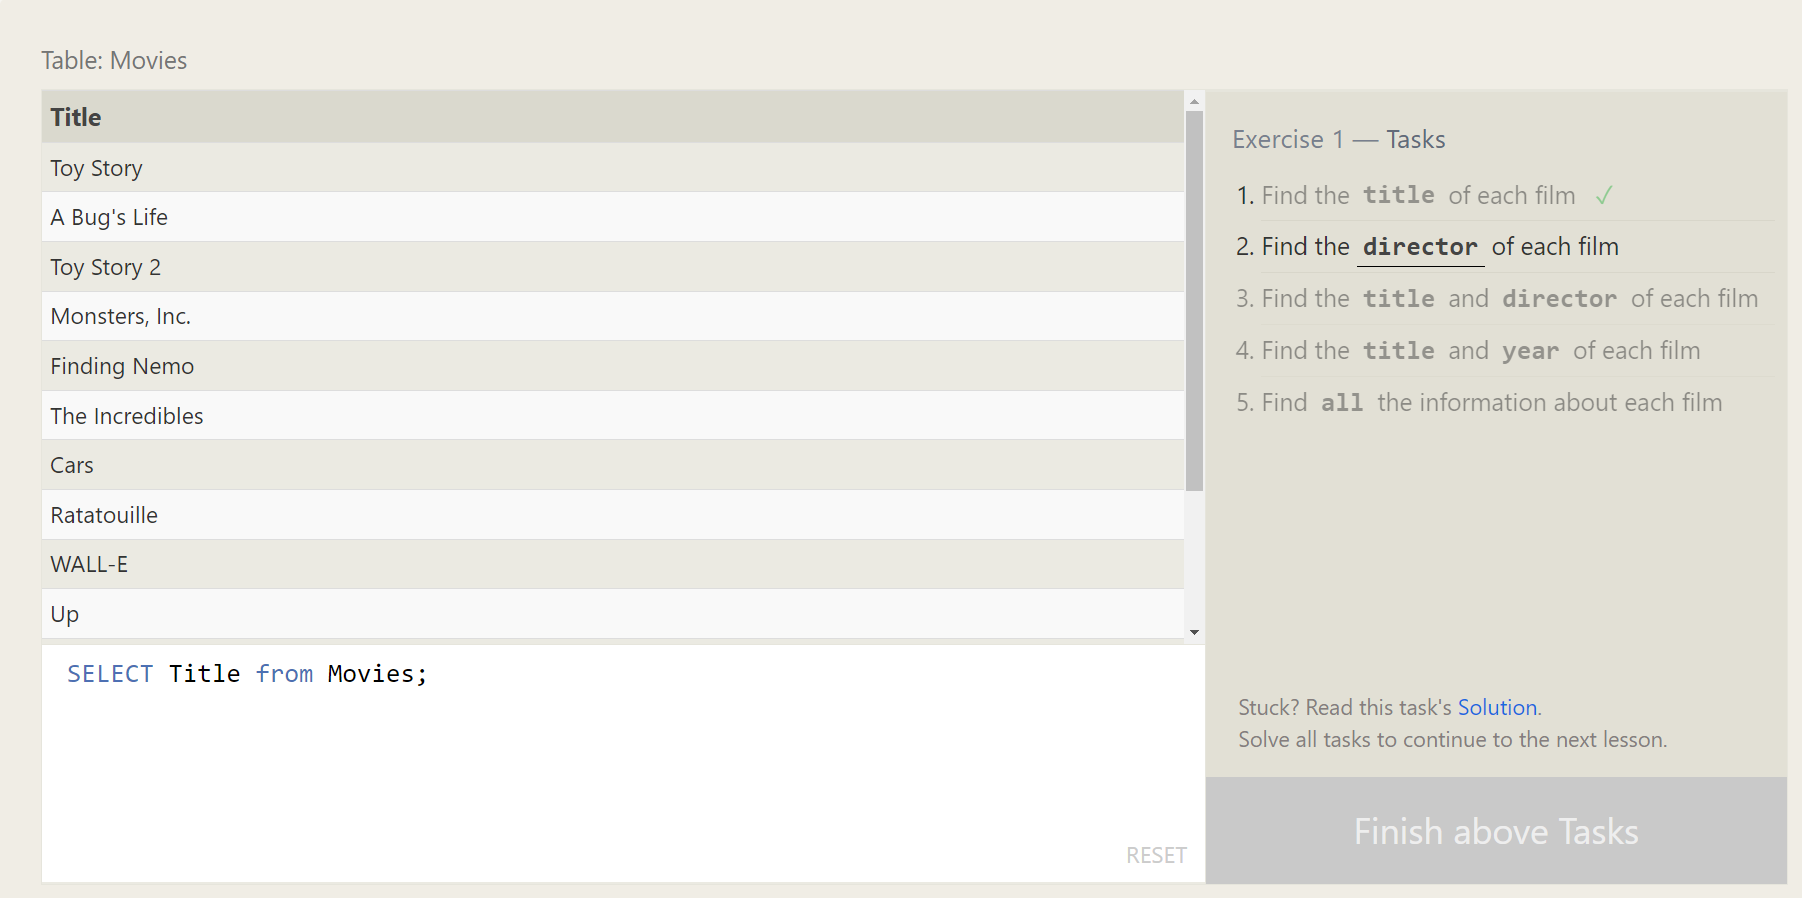 Table: Movies
Title
Toy Story
A Bug's Life
Toy Story 2
Monsters, Inc.
Finding Nemo
The Incredibles
Cars
Ratatouille
WALL-E
Up
SELECT Title from Movies;
RESET
Exercise 1 — Tasks
1. Find the title of each film ✓
2. Find the director of each film
3. Find the title and director of each film
4. Find the title and year of each film
5. Find all the information about each film
Stuck? Read this task's Solution.
Solve all tasks to continue to the next lesson.
Finish above Tasks